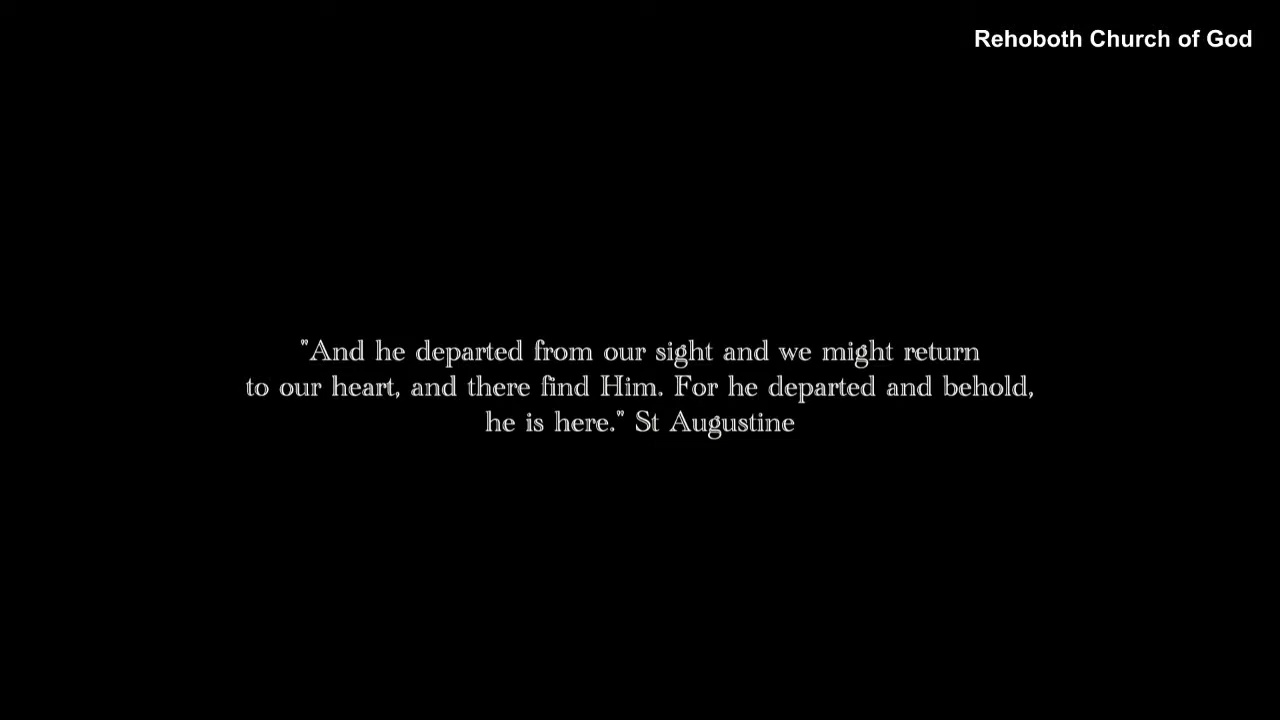 Rehoboth Church of God
"And he departed from our sight and we might return
to our heart, and there find Him. For he departed and behold,
he is here." St Augustine